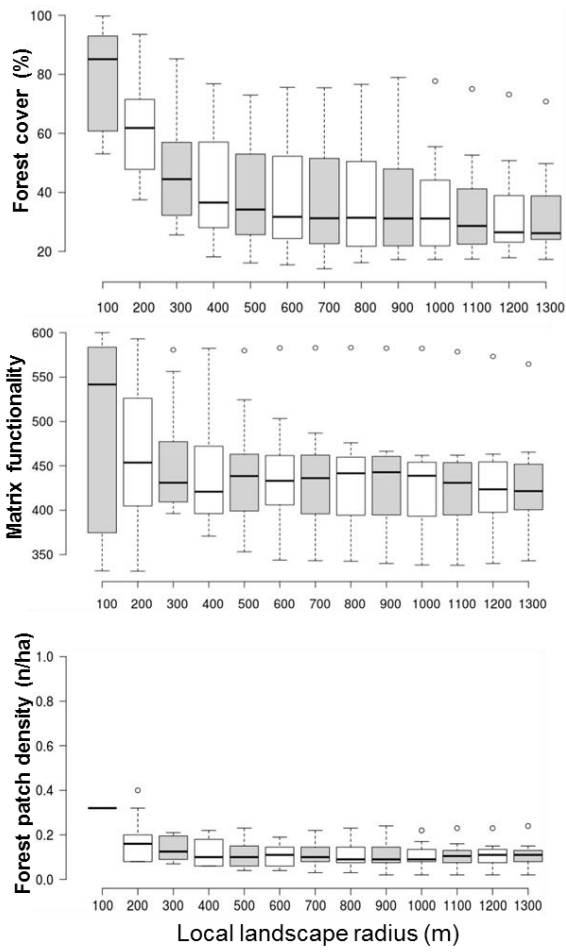 Forest cover (%)
100
80
60
40
20
100 200 300 400 500 600 700 800 900 1000 1100 1200 1300
Matrix functionality
600
550
500
450
400
350
100 200 300 400 500 600 700 800 900 1000 1100 1200 1300
Forest patch density (n/ha)
1.0
0.8
0.6
0.4
0.2
0.0
100 200 300 400 500 600 700 800 900 1000 1100 1200 1300
Local landscape radius (m)